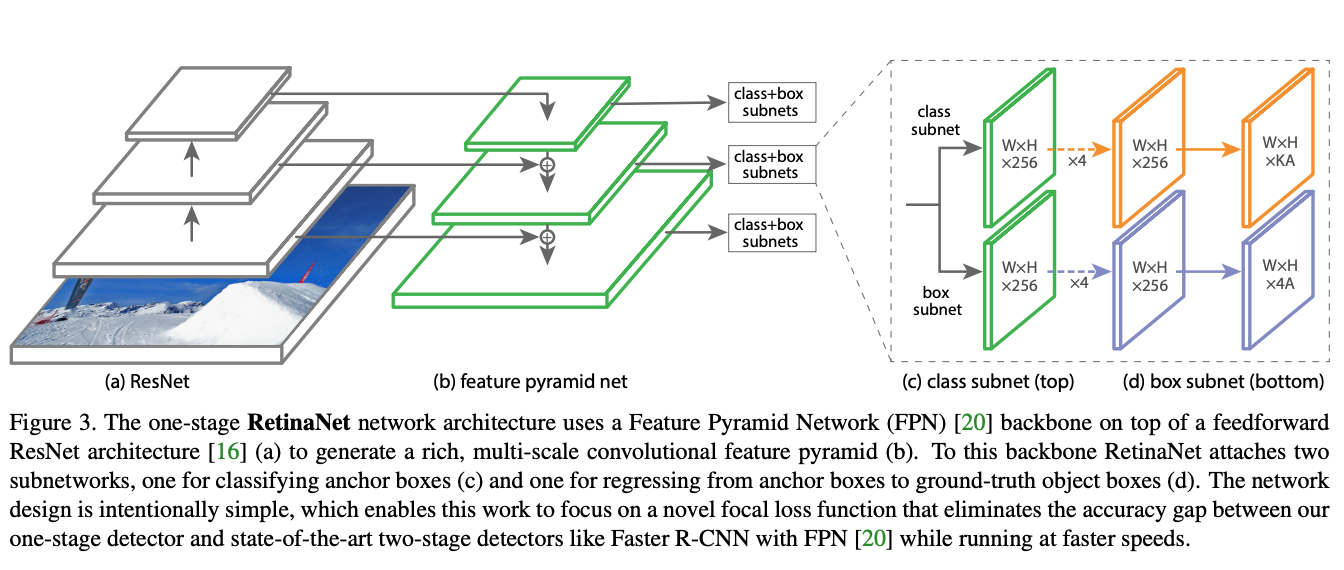 class+box
subnets
class+box
subnets
class+box
subnets
class
subnet
W×H
×256
×4
W×H
×256
W×H
×KA
box
subnet
W×H
×256
×4
W×H
×256
W×H
×4A
(a) ResNet
(b) feature pyramid net
(c) class subnet (top)
(d) box subnet (bottom)
Figure 3. The one-stage RetinaNet network architecture uses a Feature Pyramid Network (FPN) [20] backbone on top of a feedforward
ResNet architecture [16] (a) to generate a rich, multi-scale convolutional feature pyramid (b). To this backbone RetinaNet attaches two
subnetworks, one for classifying anchor boxes (c) and one for regressing from anchor boxes to ground-truth object boxes (d). The network
design is intentionally simple, which enables this work to focus on a novel focal loss function that eliminates the accuracy gap between our
one-stage detector and state-of-the-art two-stage detectors like Faster R-CNN with FPN [20] while running at faster speeds.